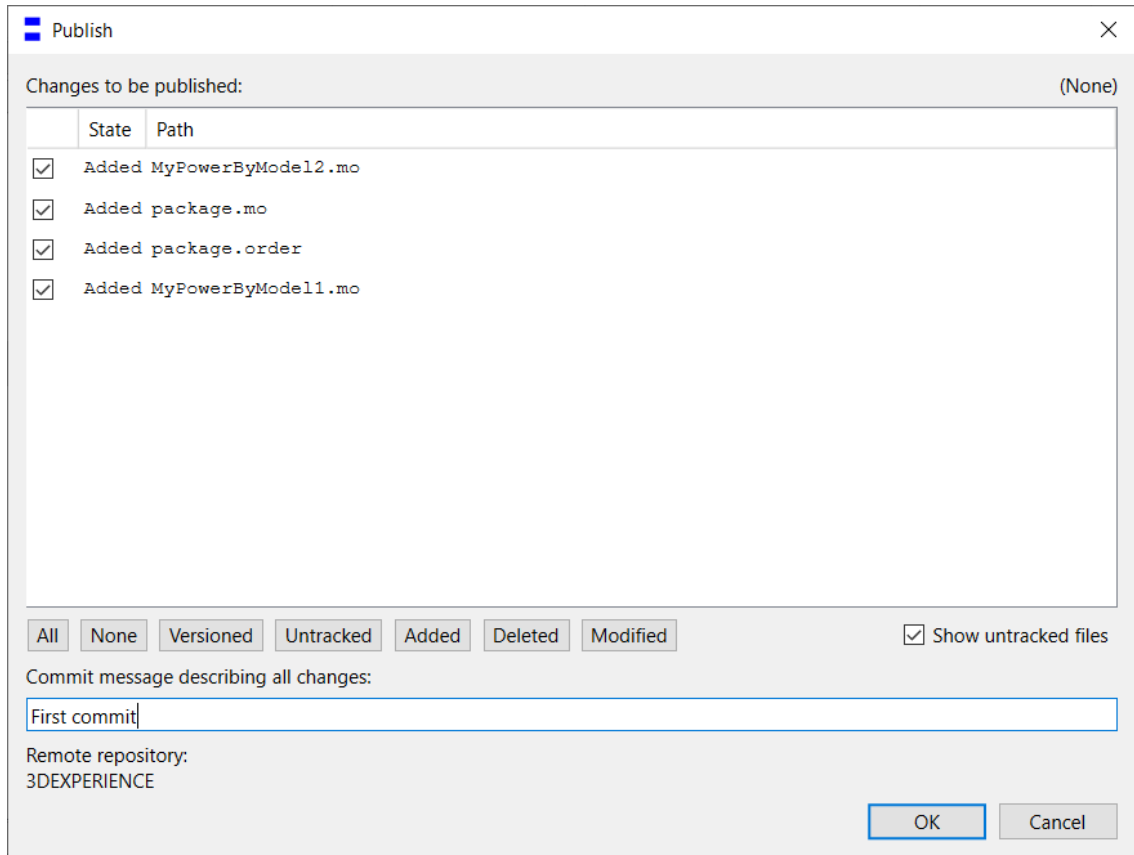 Publish
Changes to be published: (None)
State Path
Added MyPowerByModel2.mo
Added package.mo
Added package.order
Added MyPowerByModel1.mo
All None Versioned Untracked Added Deleted Modified Show untracked files
Commit message describing all changes:
First commit
Remote repository:
3DEXPERIENCE
OK Cancel